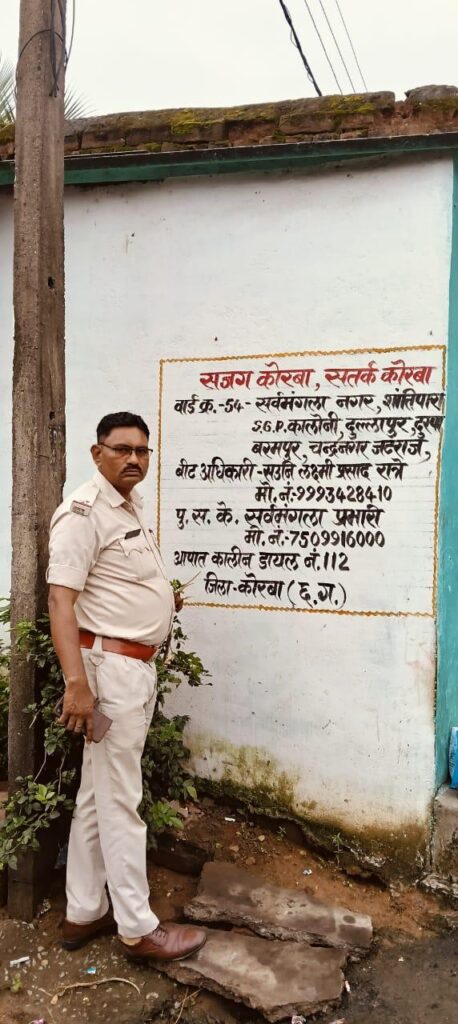 सजग कोरबा, सतर्क कोरबा
वार्ड क्र.-54- सर्वमंगला नगर, शांतिपारा
S.G.P. कालोनी, दुल्लापुर, दुरपा
बरमपुर, चन्द्रनगर जटराज,
बीट अधिकारी - सउनि लक्ष्मी प्रसाद रात्रे
मो.नं:-9993428410
पु. स. के. सर्वमंगला प्रभारी
मो.नं.-7509916000
आपात कालीन डायल नं. 112
जिला-कोरबा (छ.ग.)